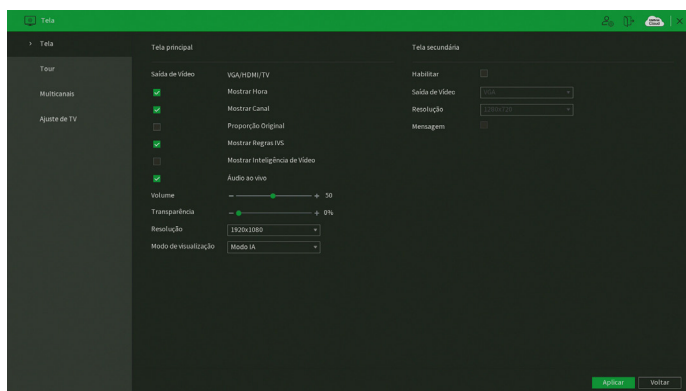 Tela
Tela
Tour
Multicanais
Ajuste de TV
Tela principal
Saída de Vídeo VGA/HDMI/TV
Mostrar Hora
Mostrar Canal
Proporção Original
Mostrar Regras IVS
Mostrar Inteligência de Vídeo
Áudio ao vivo
Volume 50
Transparência 0%
Resolução 1920x1080
Modo de visualização Modo IA
Tela secundária
Habilitar
Saída de Vídeo VGA
Resolução 1280x720
Mensagem
Aplicar Voltar